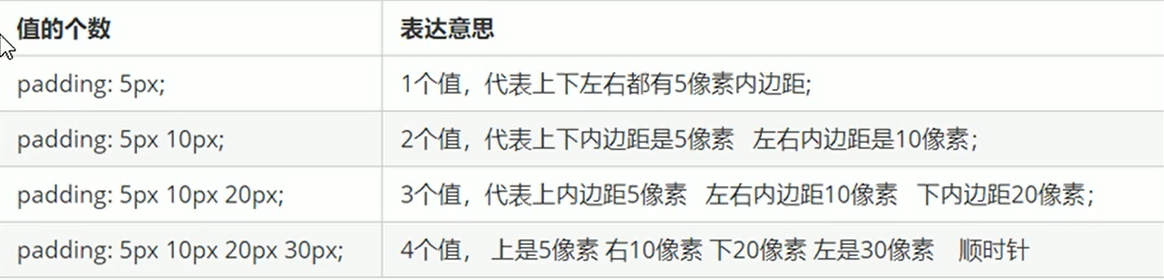 值的个数 表达意思
padding: 5px; 1个值，代表上下左右都有5像素内边距;
padding: 5px 10px; 2个值，代表上下内边距是5像素 左右内边距是10像素;
padding: 5px 10px 20px; 3个值，代表上内边距5像素 左右内边距10像素 下内边距20像素;
padding: 5px 10px 20px 30px; 4个值， 上是5像素 右10像素 下20像素 左是30像素 顺时针